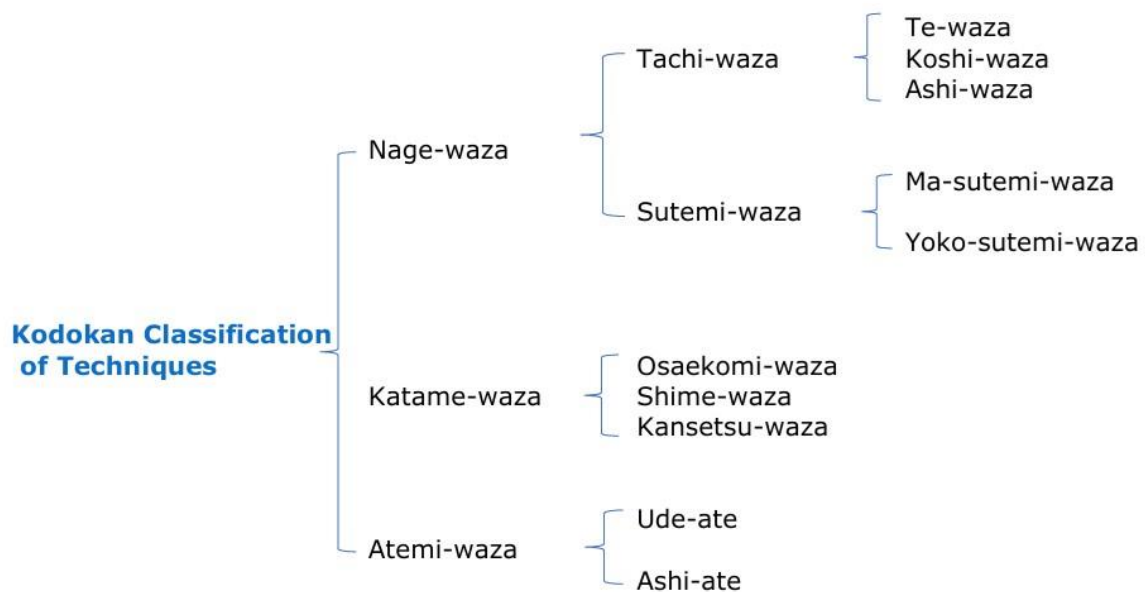 Kodokan Classification
of Techniques
Nage-waza
Tachi-waza
Te-waza
Koshi-waza
Ashi-waza
Sutemi-waza
Ma-sutemi-waza
Yoko-sutemi-waza
Katame-waza
Osaekomi-waza
Shime-waza
Kansetsu-waza
Atemi-waza
Ude-ate
Ashi-ate